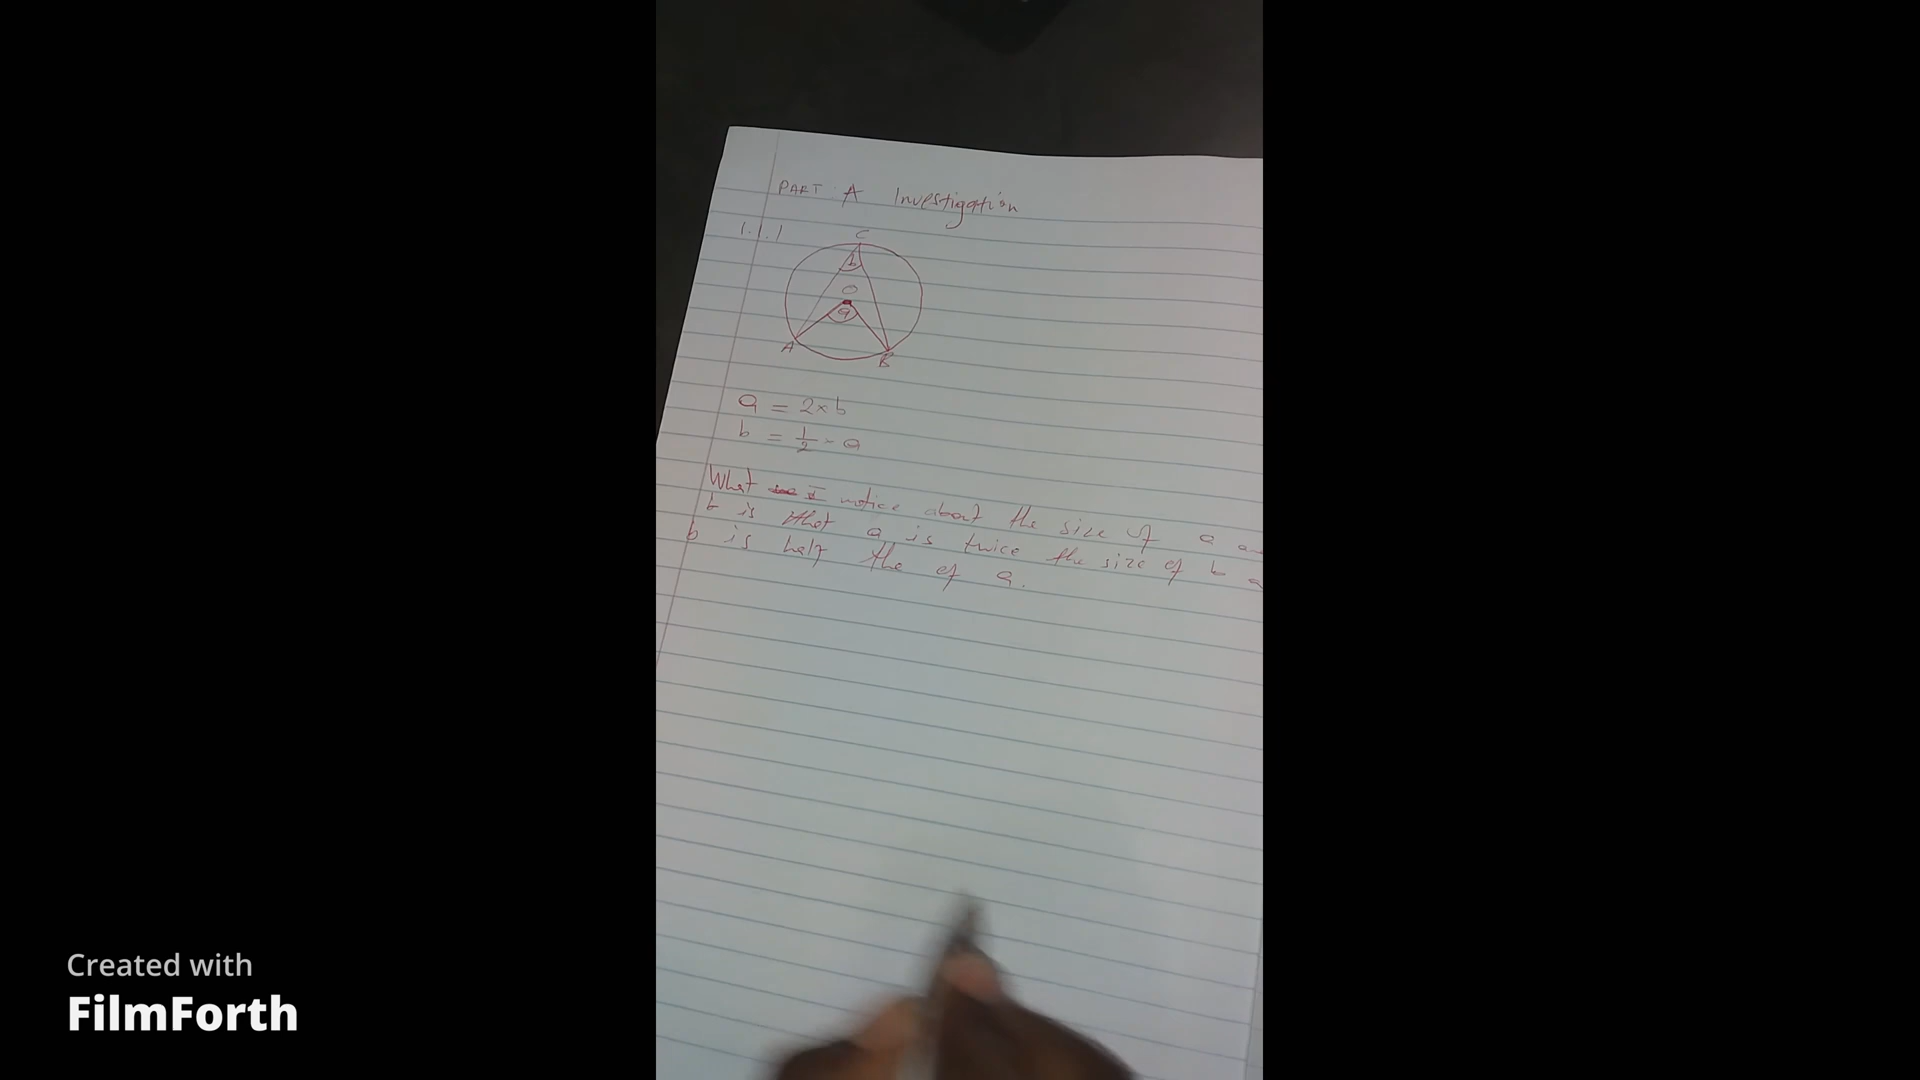 PART A Investigation
1.1.1
C
b
O
a
A
B
a = 2 × b
b = 1/2 × a
What I notice about the size of a
b is that a is twice the size of b
b is half the of a.
Created with
FilmForth